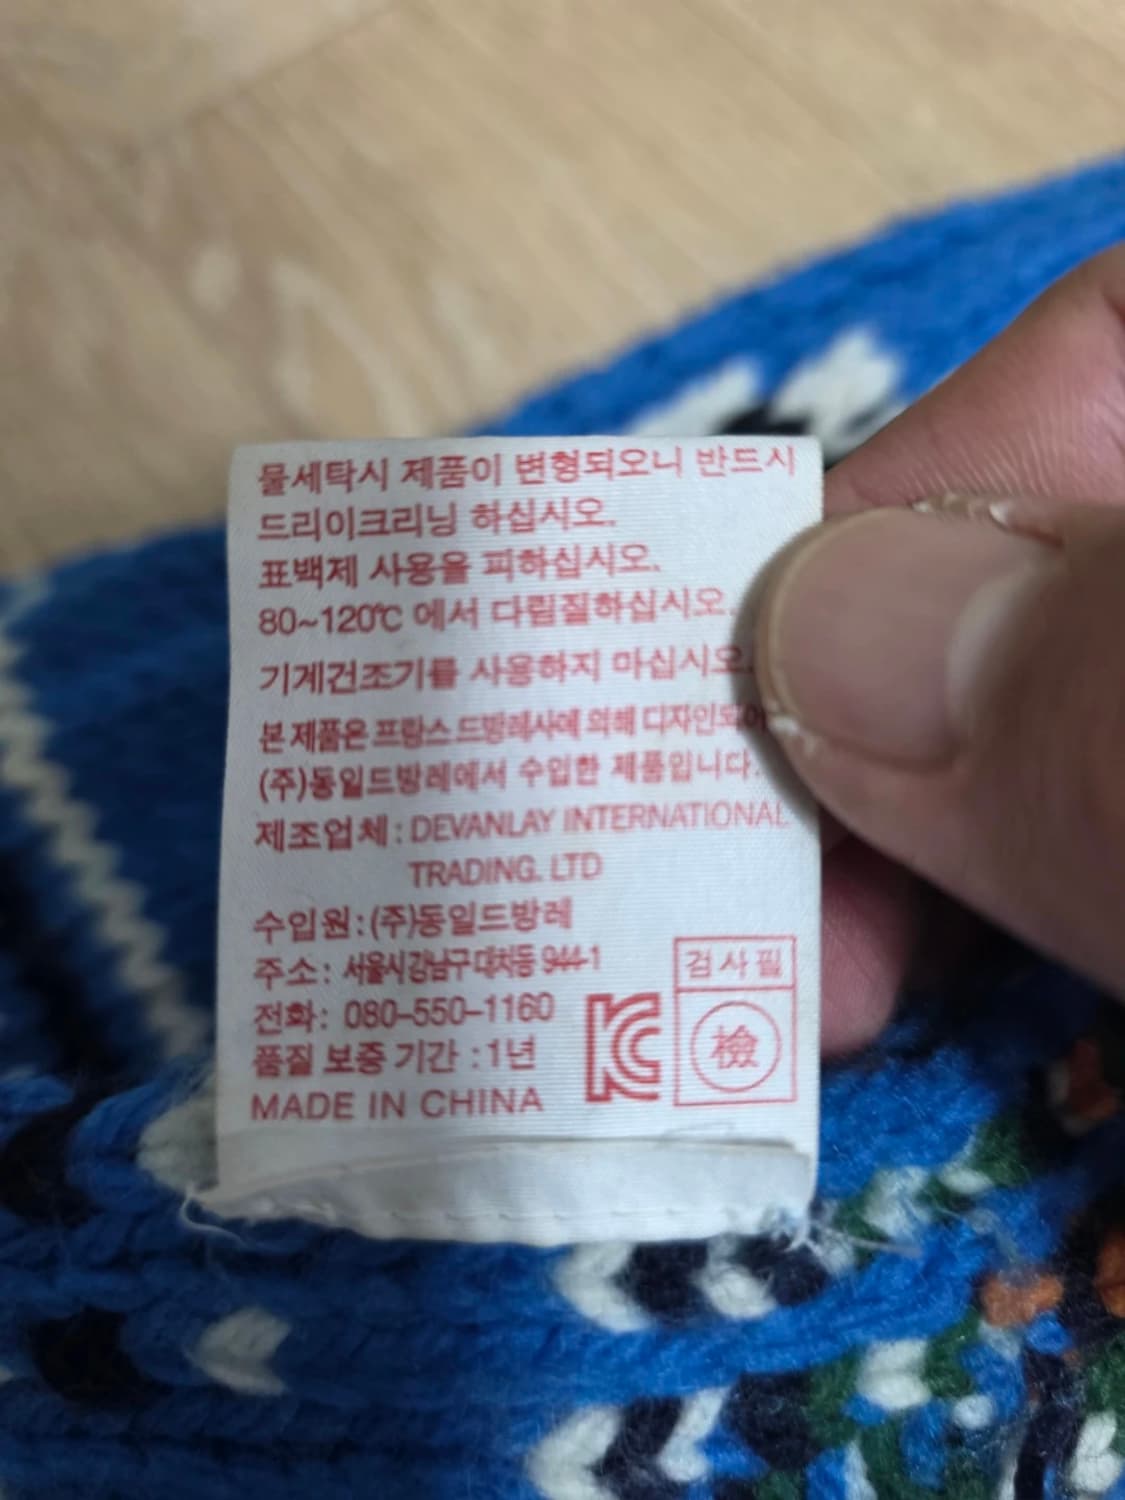 물세탁시 제품이 변형되오니 반드시
드리이크리닝 하십시오.
표백제 사용을 피하십시오.
80~120℃ 에서 다림질하십시오.
기계건조기를 사용하지 마십시오.
본 제품은 프랑스 드방레사에 의해 디자인되어
(주)동일드방레에서 수입한 제품입니다.
제조업체 : DEVANLAY INTERNATIONAL
TRADING. LTD
수입원 : (주)동일드방레
주소 : 서울시 강남구 대치동 944-1
전화 : 080-550-1160
품질 보증 기간 : 1년
MADE IN CHINA
KC
검사필
檢